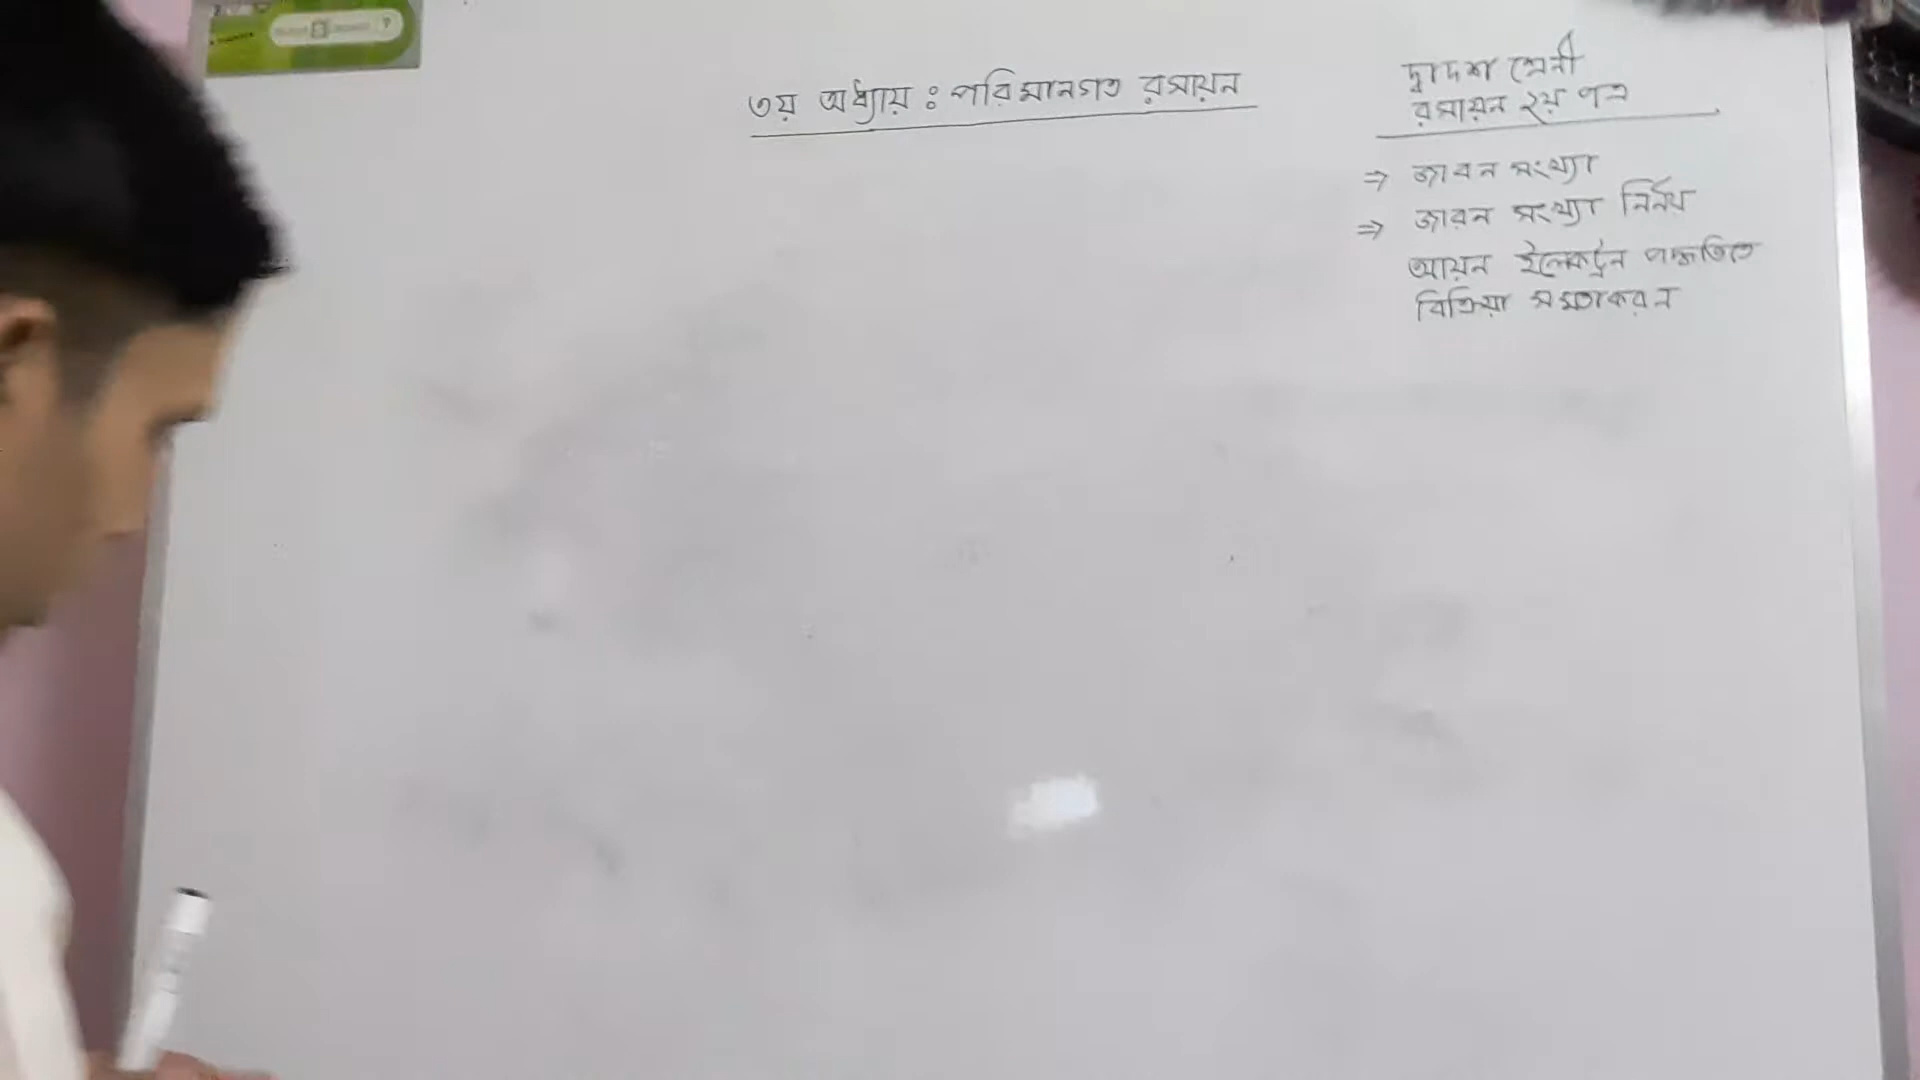 ৩য় অধ্যায় : পরিমানগত রসায়ন
দ্বাদশ শ্রেনী
রসায়ন ২য় পত্র
⇒ জারন সংখ্যা
⇒ জারন সংখ্যা নির্নয়
আয়ন ইলেকট্রন পদ্ধতিতে
বিক্রিয়া সমতাকরন